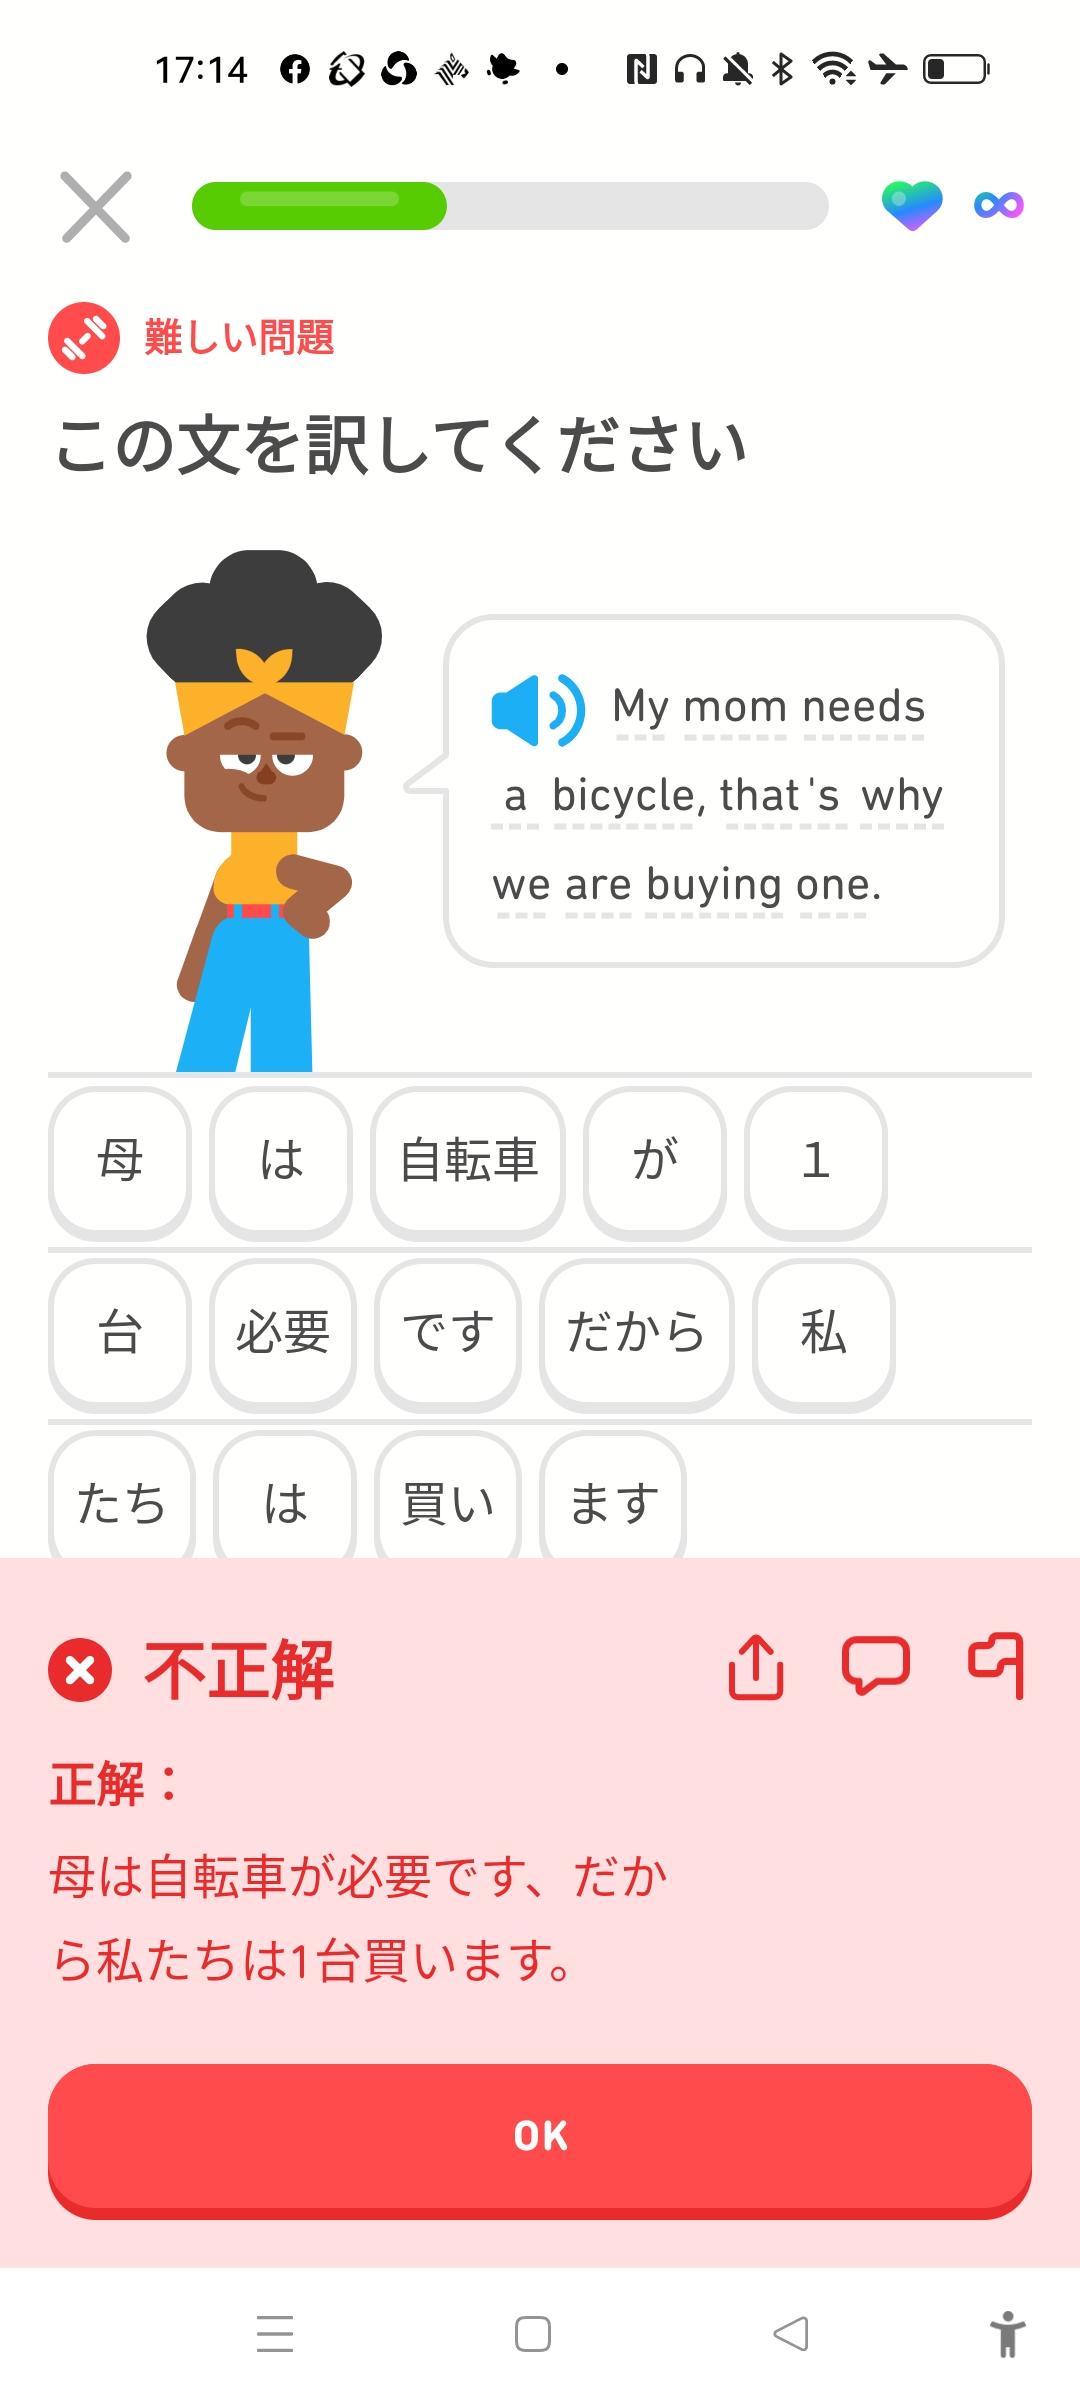 17:14
難しい問題
この文を訳してください
My mom needs
a bicycle, that's why
we are buying one.
母 は 自転車 が 1
台 必要 です だから 私
たち は 買い ます
不正解
正解：
母は自転車が必要です、だか
ら私たちは1台買います。
OK